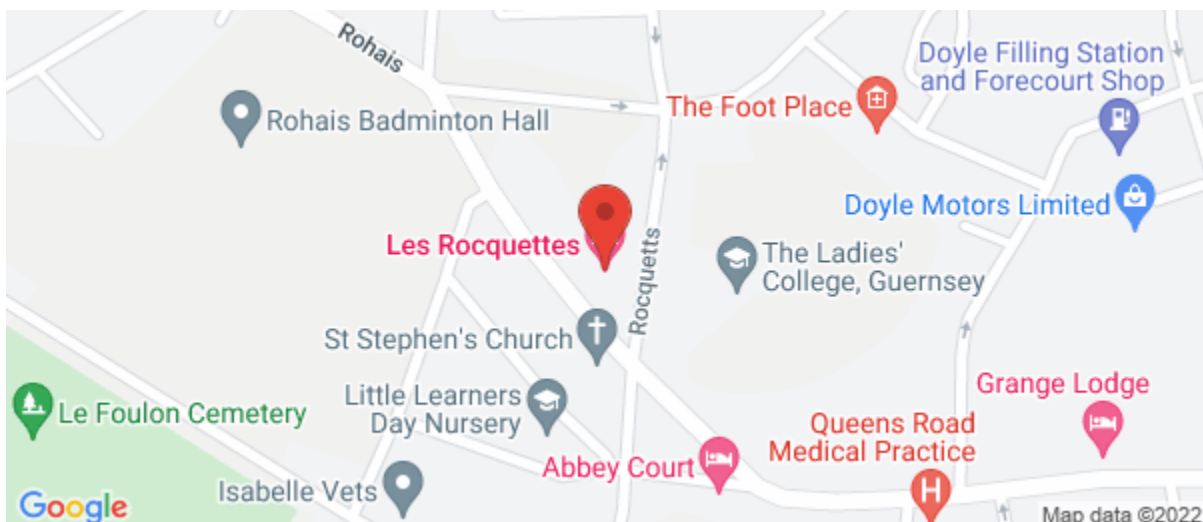 Rohais
Doyle Filling Station
and Forecourt Shop
The Foot Place
Rohais Badminton Hall
Doyle Motors Limited
Les Rocquettes
The Ladies'
College, Guernsey
Rocquetts
St Stephen's Church
Grange Lodge
Little Learners
Day Nursery
Le Foulon Cemetery
Queens Road
Medical Practice
Abbey Court
Isabelle Vets
H
Google
Map data ©2022